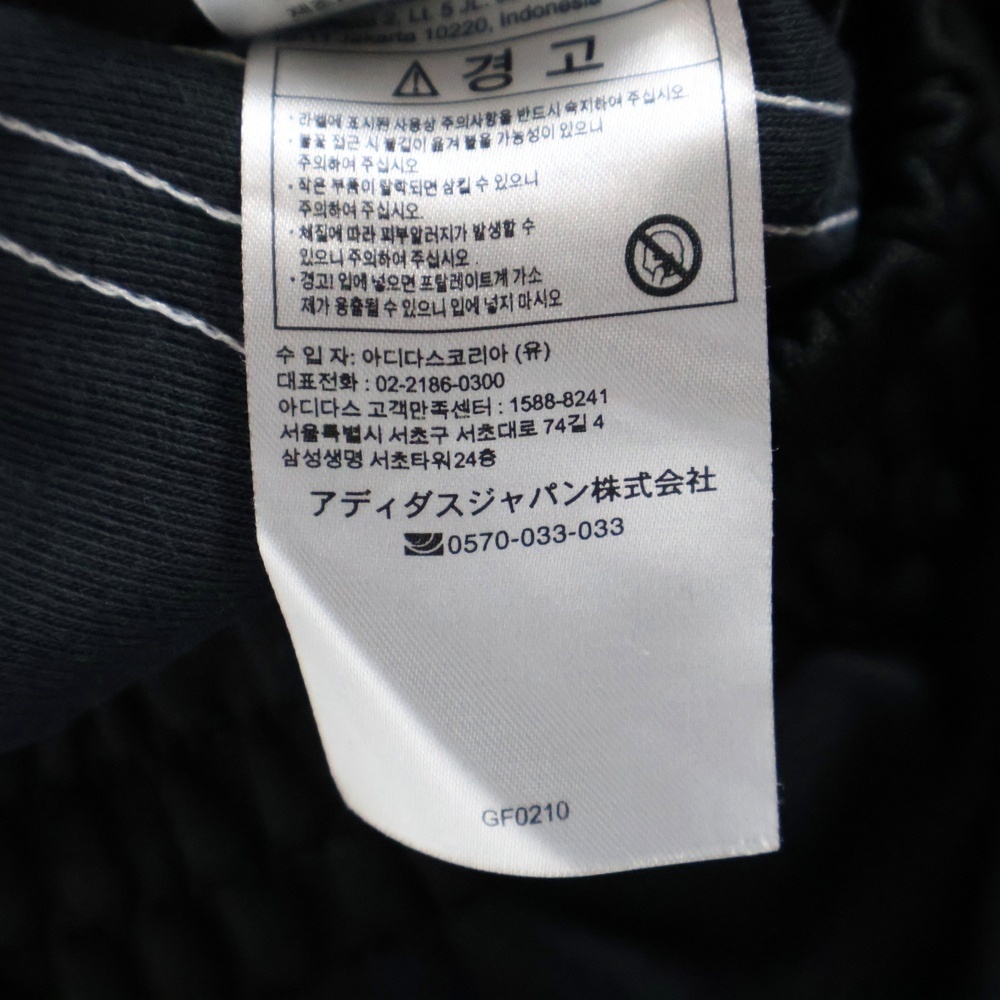 2, Lt. 5 JL.
Jakarta 10220, Indonesia
⚠ 경 고
· 라벨에 표시된 사용상 주의사항을 반드시 숙지하여 주십시오.
· 불꽃 접근 시 불길이 옮겨 붙을 가능성이 있으니
주의하여 주십시오
· 작은 부품이 탈착되면 삼킬 수 있으니
주의하여 주십시오.
· 재질에 따라 피부알러지가 발생할 수
있으니 주의하여 주십시오 .
· 경고! 입에 넣으면 프탈레이트계 가소
제가 용출될 수 있으니 입에 넣지 마시오
수 입 자: 아디다스코리아 (유)
대표전화 : 02-2186-0300
아디다스 고객만족센터 : 1588-8241
서울특별시 서초구 서초대로 74길 4
삼성생명 서초타워24층
アディダスジャパン株式会社
0570-033-033
GF0210